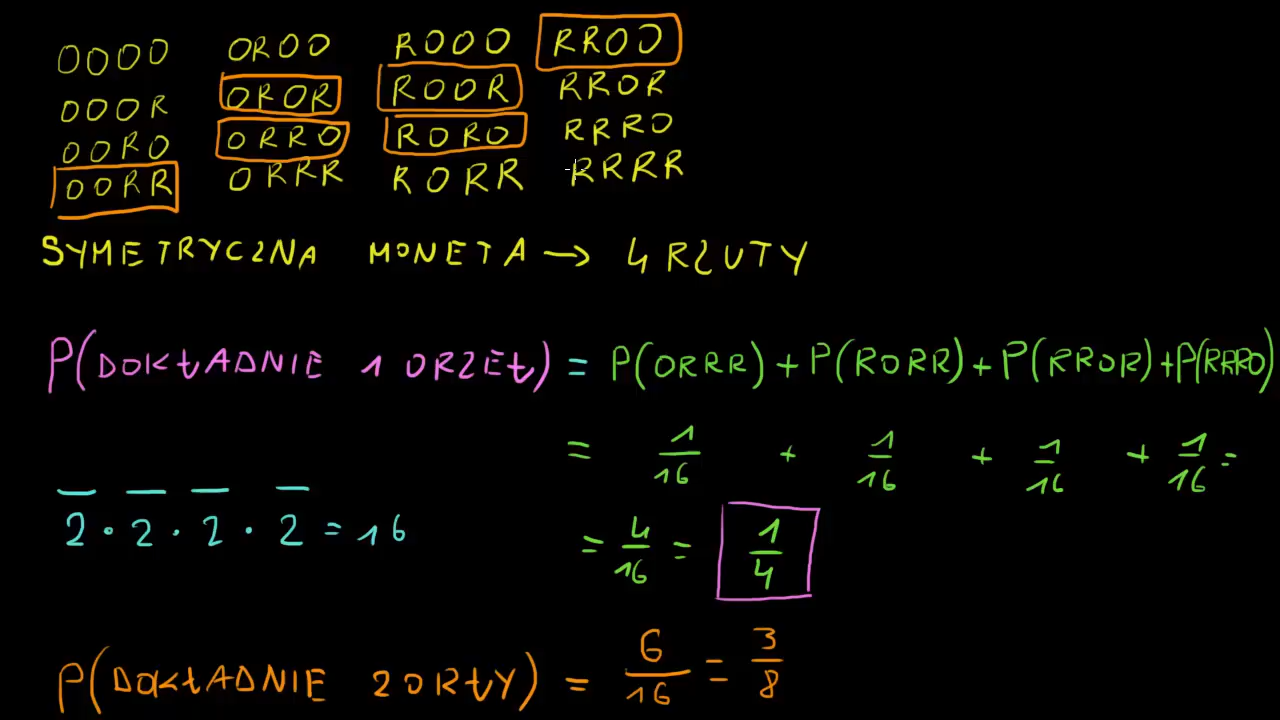 OOOO OROO ROOO RROO
OOOR OROR ROOR RROR
OORO ORRO RORO RRRO
OORR ORRR RORR RRRR
SYMETRYCZNA MONETA → 4 RZUTY
P(DOKŁADNIE 1 ORZEŁ) = P(ORRR) + P(RORR) + P(RROR) + P(RRRO)
= 1/16 + 1/16 + 1/16 + 1/16 =
2 · 2 · 2 · 2 = 16
= 4/16 = 1/4
P(DOKŁADNIE 2 ORŁY) = 6/16 = 3/8